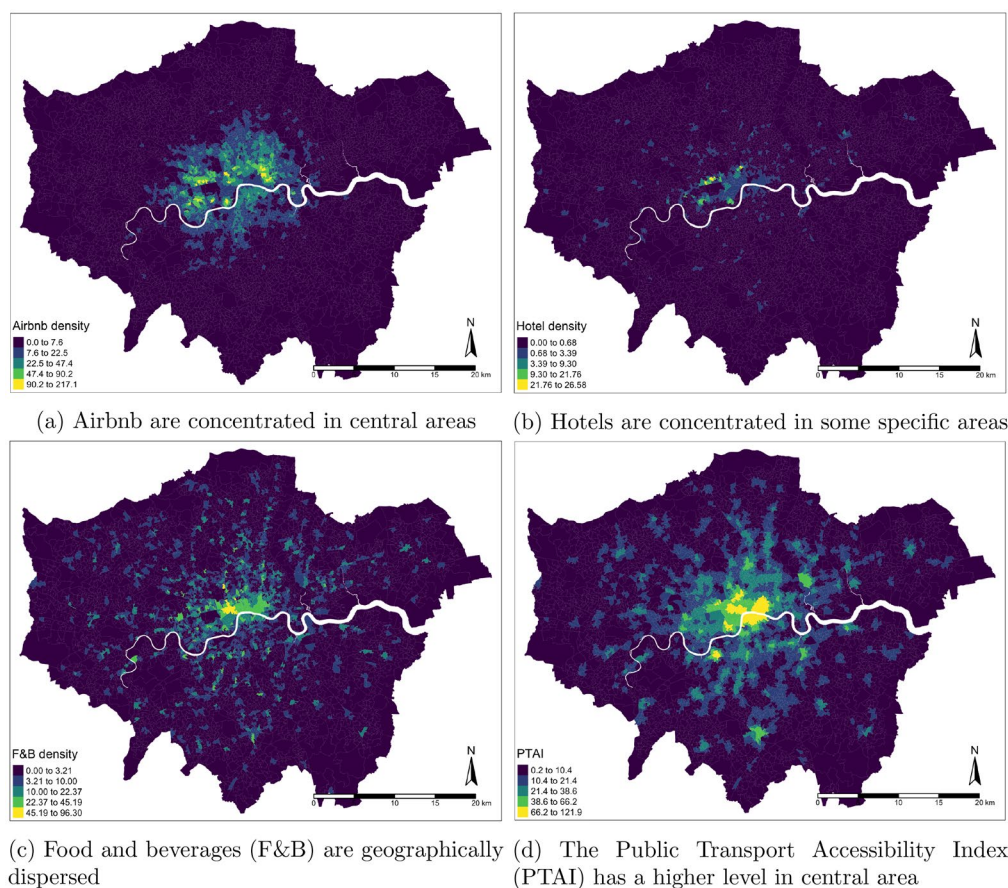 Airbnb density
0.0 to 7.6
7.6 to 22.5
22.5 to 47.4
47.4 to 90.2
90.2 to 217.1
N
0 5 10 15 20 km
Hotel density
0.00 to 0.68
0.68 to 3.39
3.39 to 9.30
9.30 to 21.76
21.76 to 26.58
N
0 5 10 15 20 km
(a) Airbnb are concentrated in central areas
(b) Hotels are concentrated in some specific areas
F&B density
0.00 to 3.21
3.21 to 10.00
10.00 to 22.37
22.37 to 45.19
45.19 to 96.30
N
0 5 10 15 20 km
PTAI
0.2 to 10.4
10.4 to 21.4
21.4 to 38.6
38.6 to 66.2
66.2 to 121.9
N
0 5 10 15 20 km
(c) Food and beverages (F&B) are geographically
dispersed
(d) The Public Transport Accessibility Index
(PTAI) has a higher level in central area